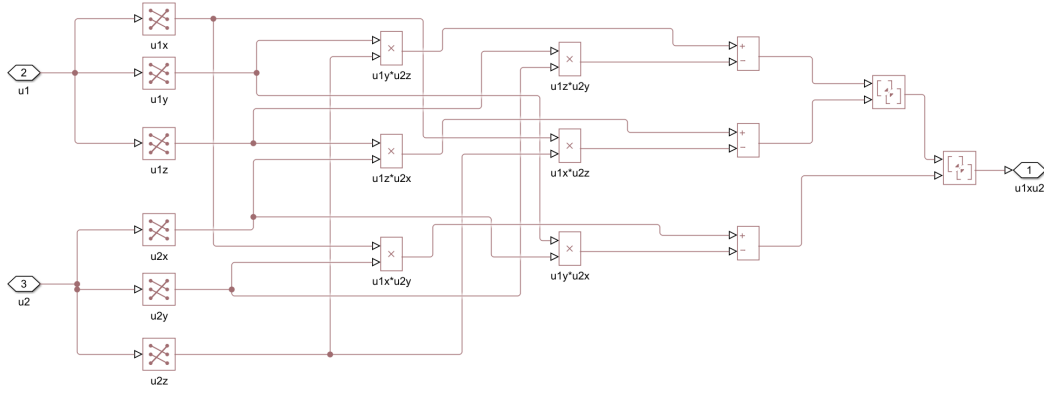 u1x
2
u1
u1y
u1z
u1y*u2z
u1z*u2y
+
−
u1z*u2x
u1x*u2z
+
−
1
u1xu2
u2x
3
u2
u2y
u2z
u1x*u2y
u1y*u2x
+
−
×
×
×
×
×
×